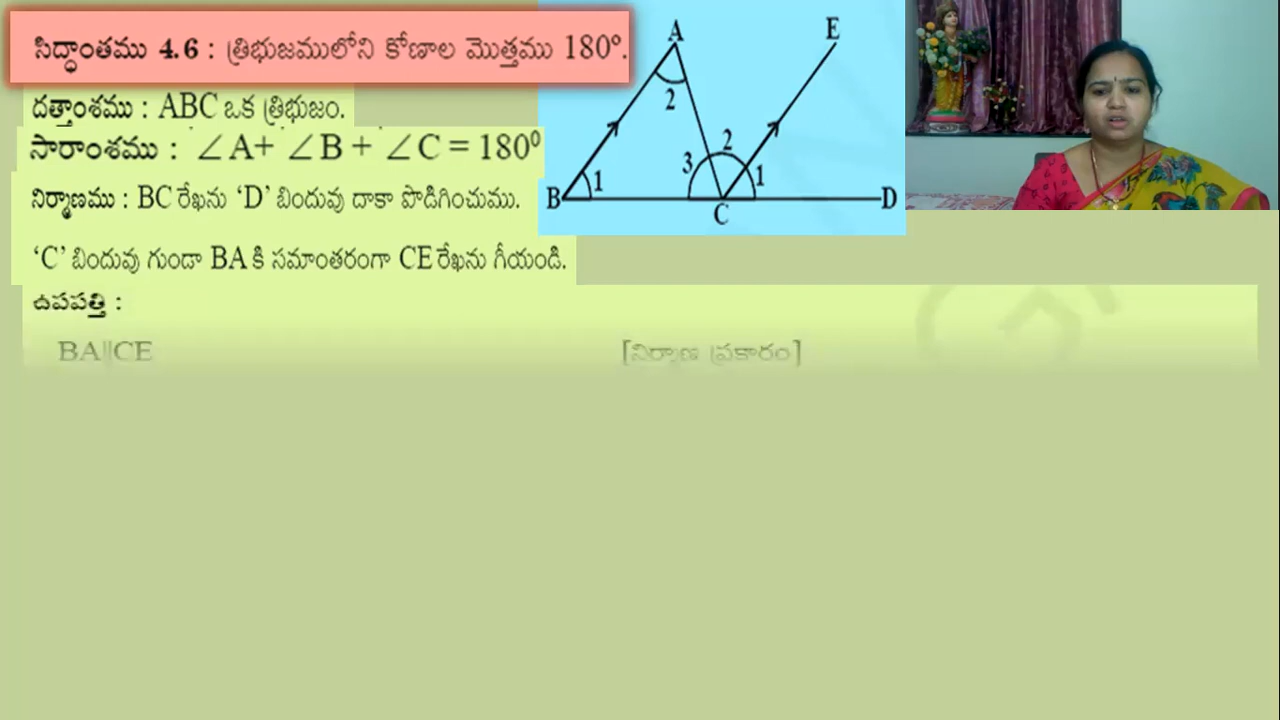 సిద్ధాంతము 4.6 : త్రిభుజములోని కోణాల మొత్తము 180°.
దత్తాంశము : ABC ఒక త్రిభుజం.
సారాంశము : ∠A+ ∠B + ∠C = 180⁰
నిర్మాణము : BC రేఖను ‘D’ బిందువు దాకా పొడిగించుము.
‘C’ బిందువు గుండా BA కి సమాంతరంగా CE రేఖను గీయండి.
ఉపపత్తి :
BA||CE [నిర్మాణ ప్రకారం]
A E
2
3 2
B 1 1 D
C